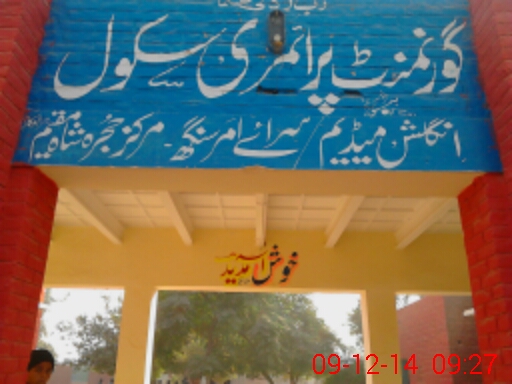 گورنمنٹ پرائمری سکول
انگلش میڈیم / سرائے امر سنگھ - مرکز حجرہ شاہ مقیم
خوش آمدید
09-12-14 09:27